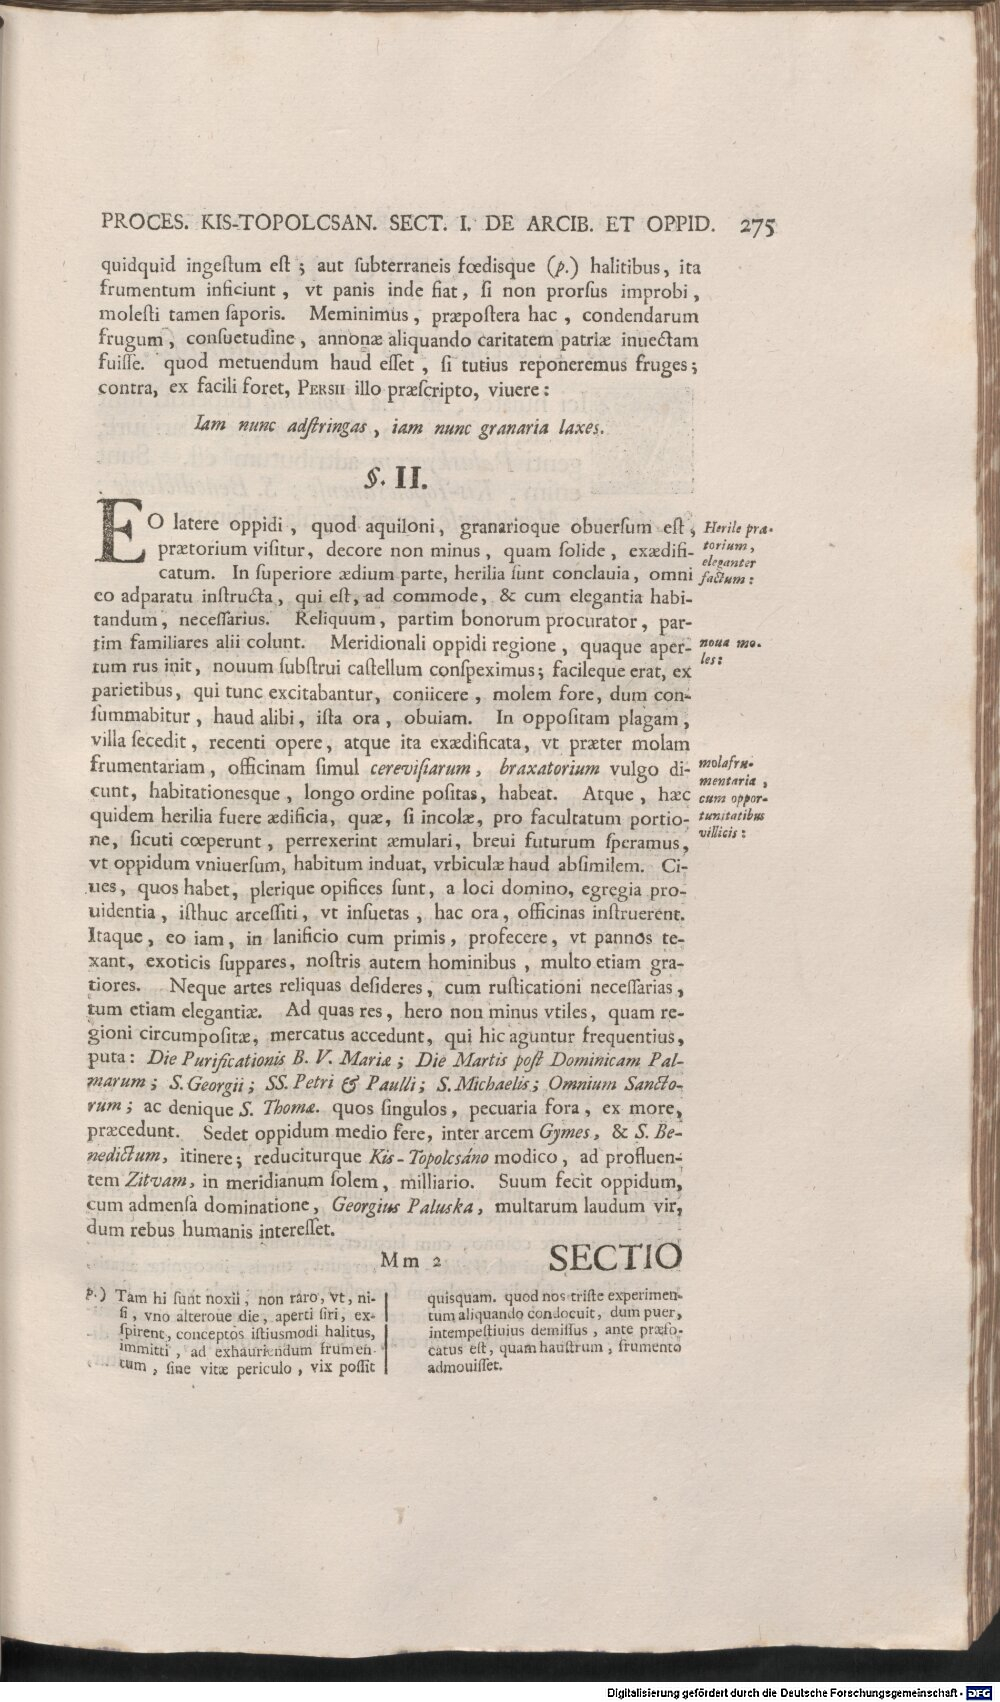 PROCES. KIS-TOPOLCSAN. SECT. I. DE ARCIB. ET OPPID. 275
quidquid ingeſtum eſt; aut ſubterraneis fœdisque (p.) halitibus, ita
frumentum inficiunt, vt panis inde fiat, ſi non prorſus improbi,
moleſti tamen ſaporis. Meminimus, præpoſtera hac, condendarum
frugum, conſuetudine, annonæ aliquando caritatem patriæ inuectam
fuiſſe. quod metuendum haud eſſet, ſi tutius reponeremus fruges;
contra, ex facili foret, PERSII illo præſcripto, viuere:
Iam nunc adſtringas, iam nunc granaria laxes.
§. II.
EO latere oppidi, quod aquiloni, granarioque obuerſum eſt,
prætorium viſitur, decore non minus, quam ſolide, exædifi-
catum. In ſuperiore ædium parte, herilia ſunt conclauia, omni
eo adparatu inſtructa, qui eſt, ad commode, & cum elegantia habi-
tandum, neceſſarius. Reliquum, partim bonorum procurator, par-
tim familiares alii colunt. Meridionali oppidi regione, quaque aper-
tum rus init, nouum ſubſtrui caſtellum conſpeximus; facileque erat, ex
parietibus, qui tunc excitabantur, coniicere, molem fore, dum con-
ſummabitur, haud alibi, iſta ora, obuiam. In oppoſitam plagam,
villa ſecedit, recenti opere, atque ita exædificata, vt præter molam
frumentariam, officinam ſimul cereviſiarum, braxatorium vulgo di-
cunt, habitationesque, longo ordine poſitas, habeat. Atque, hæc
quidem herilia fuere ædificia, quæ, ſi incolæ, pro facultatum portio-
ne, ſicuti cœperunt, perrexerint æmulari, breui futurum ſperamus,
vt oppidum vniuerſum, habitum induat, vrbiculæ haud abſimilem. Ci-
ues, quos habet, plerique opifices ſunt, a loci domino, egregia pro-
uidentia, iſthuc arceſſiti, vt inſuetas, hac ora, officinas inſtruerent.
Itaque, eo iam, in lanificio cum primis, profecere, vt pannos te-
xant, exoticis ſuppares, noſtris autem hominibus, multo etiam gra-
tiores. Neque artes reliquas deſideres, cum ruſticationi neceſſarias,
tum etiam elegantiæ. Ad quas res, hero non minus vtiles, quam re-
gioni circumpoſitæ, mercatus accedunt, qui hic aguntur frequentius,
puta: Die Purificationis B. V. Mariæ; Die Martis poſt Dominicam Pal-
marum; S. Georgii; SS. Petri & Paulli; S. Michaelis; Omnium Sancto-
rum; ac denique S. Thomæ. quos ſingulos, pecuaria fora, ex more,
præcedunt. Sedet oppidum medio fere, inter arcem Gymes, & S. Be-
nedictum, itinere; reduciturque Kis-Topolcsáno modico, ad profluen-
tem Zitvam, in meridianum ſolem, milliario. Suum fecit oppidum,
cum admenſa dominatione, Georgius Paluska, multarum laudum vir,
dum rebus humanis intereſſet.
Herile præ-
torium,
eleganter
factum:
noua mo-
les:
mola fru-
mentaria,
cum oppor-
tunitatibus
villicis:
Mm 2 SECTIO
p.) Tam hi ſunt noxii, non raro, vt, ni-
ſi, vno alteroue die, aperti ſiri, ex-
ſpirent, conceptos iſtiusmodi halitus,
immitti, ad exhauriendum frumen-
tum, ſine vitæ periculo, vix poſſit
quisquam. quod nos triſte experimen-
tum aliquando condocuit, dum puer,
intempeſtiuius demiſſus, ante præfo-
catus eſt, quam hauſtrum, frumento
admouiſſet.
Digitalisierung gefördert durch die Deutsche Forschungsgemeinschaft - DFG